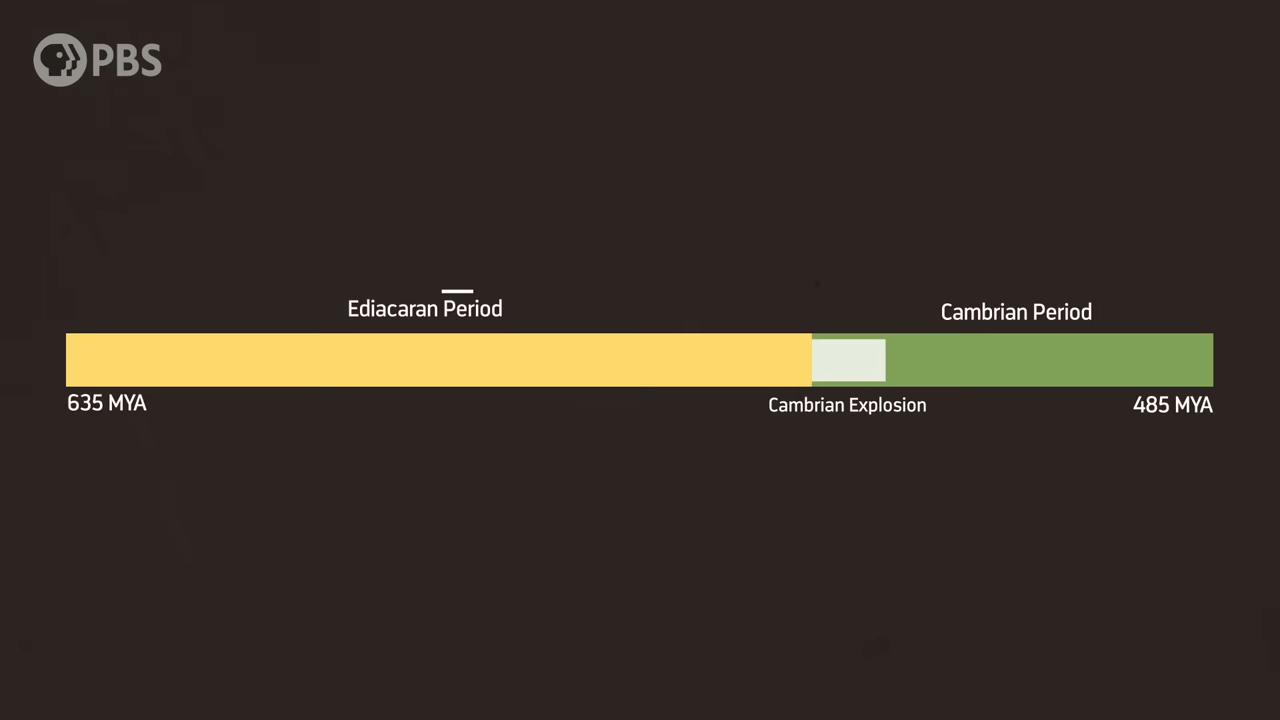 PBS
Ediacaran Period
Cambrian Period
635 MYA
Cambrian Explosion
485 MYA